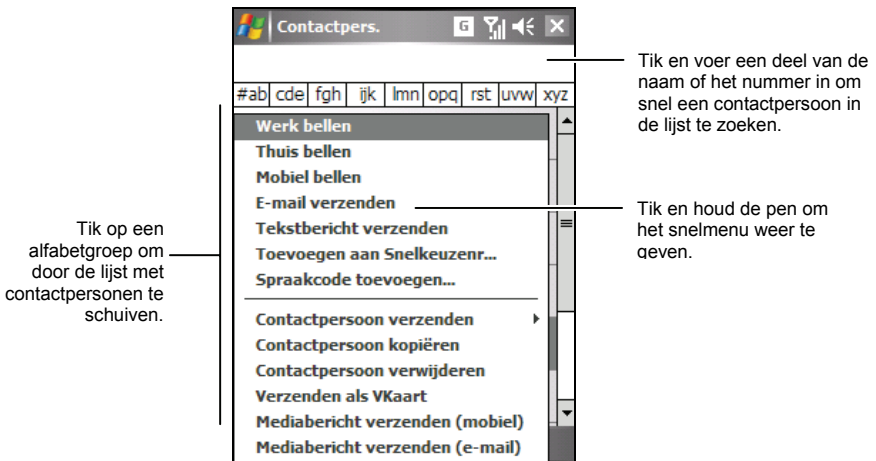 Contactpers.
G
Tik en voer een deel van de
naam of het nummer in om
snel een contactpersoon in
de lijst te zoeken.
#ab cde fgh ijk lmn opq rst uvw xyz
Werk bellen
Thuis bellen
Mobiel bellen
E-mail verzenden
Tekstbericht verzenden
Toevoegen aan Snelkeuzenr...
Spraakcode toevoegen...
Contactpersoon verzenden
Contactpersoon kopiëren
Contactpersoon verwijderen
Verzenden als VKaart
Mediabericht verzenden (mobiel)
Mediabericht verzenden (e-mail)
Tik en houd de pen om
het snelmenu weer te
geven.
Tik op een
alfabetgroep om
door de lijst met
contactpersonen te
schuiven.